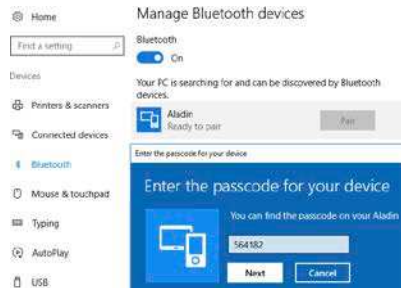 Home
Find a setting
Devices
Printers & scanners
Connected devices
Bluetooth
Mouse & touchpad
Typing
AutoPlay
USB
Manage Bluetooth devices
Bluetooth
On
Your PC is searching for and can be discovered by Bluetooth
devices.
Aladin
Ready to pair
Pair
Enter the passcode for your device
Enter the passcode for your device
You can find the passcode on your Aladin
564182
Next
Cancel